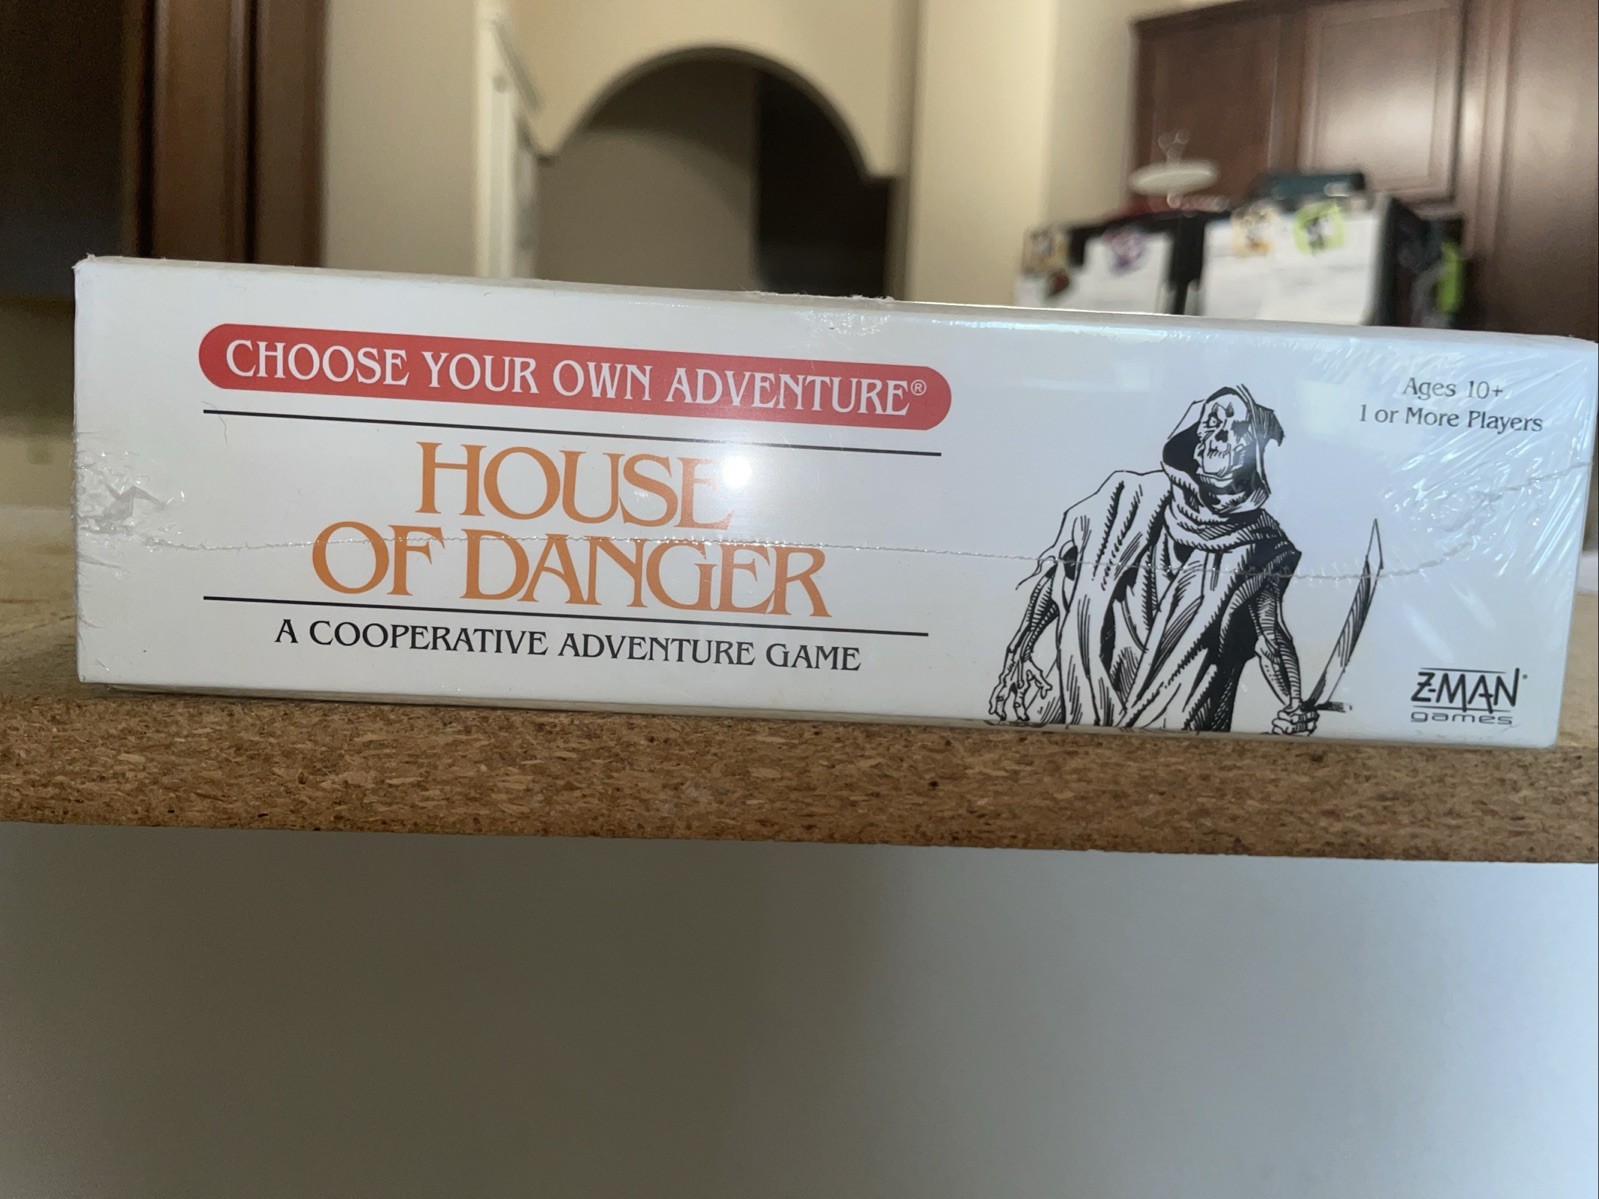 CHOOSE YOUR OWN ADVENTURE®
HOUSE
OF DANGER
A COOPERATIVE ADVENTURE GAME
Ages 10+
1 or More Players
Z-MAN
games